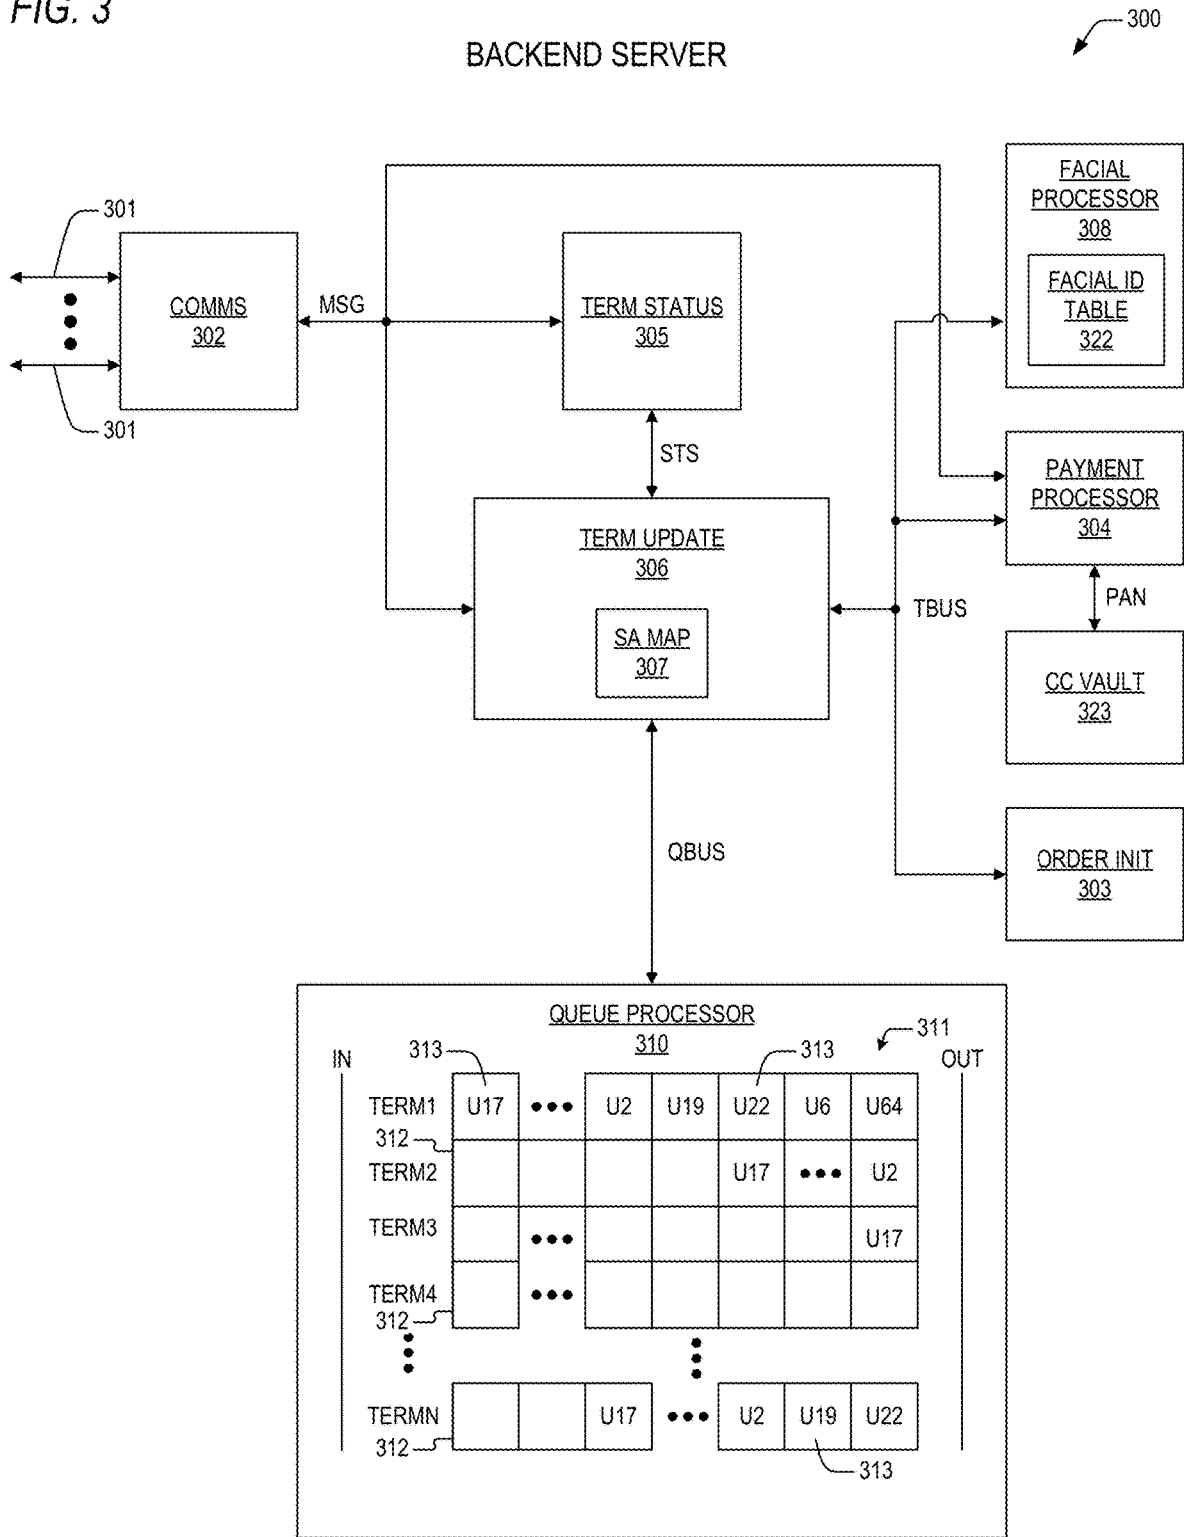 FIG. 3
300
BACKEND SERVER
FACIAL
PROCESSOR
308
FACIAL ID
TABLE
322
301
COMMS
302
MSG
TERM STATUS
305
301
STS
PAYMENT
PROCESSOR
304
TERM UPDATE
306
SA MAP
307
TBUS
PAN
CC VAULT
323
QBUS
ORDER INIT
303
QUEUE PROCESSOR
310
311
IN
313
313
OUT
TERM1 U17 U2 U19 U22 U6 U64
312
TERM2 U17 U2
TERM3 U17
TERM4
312
TERMN U17 U2 U19 U22
312
313